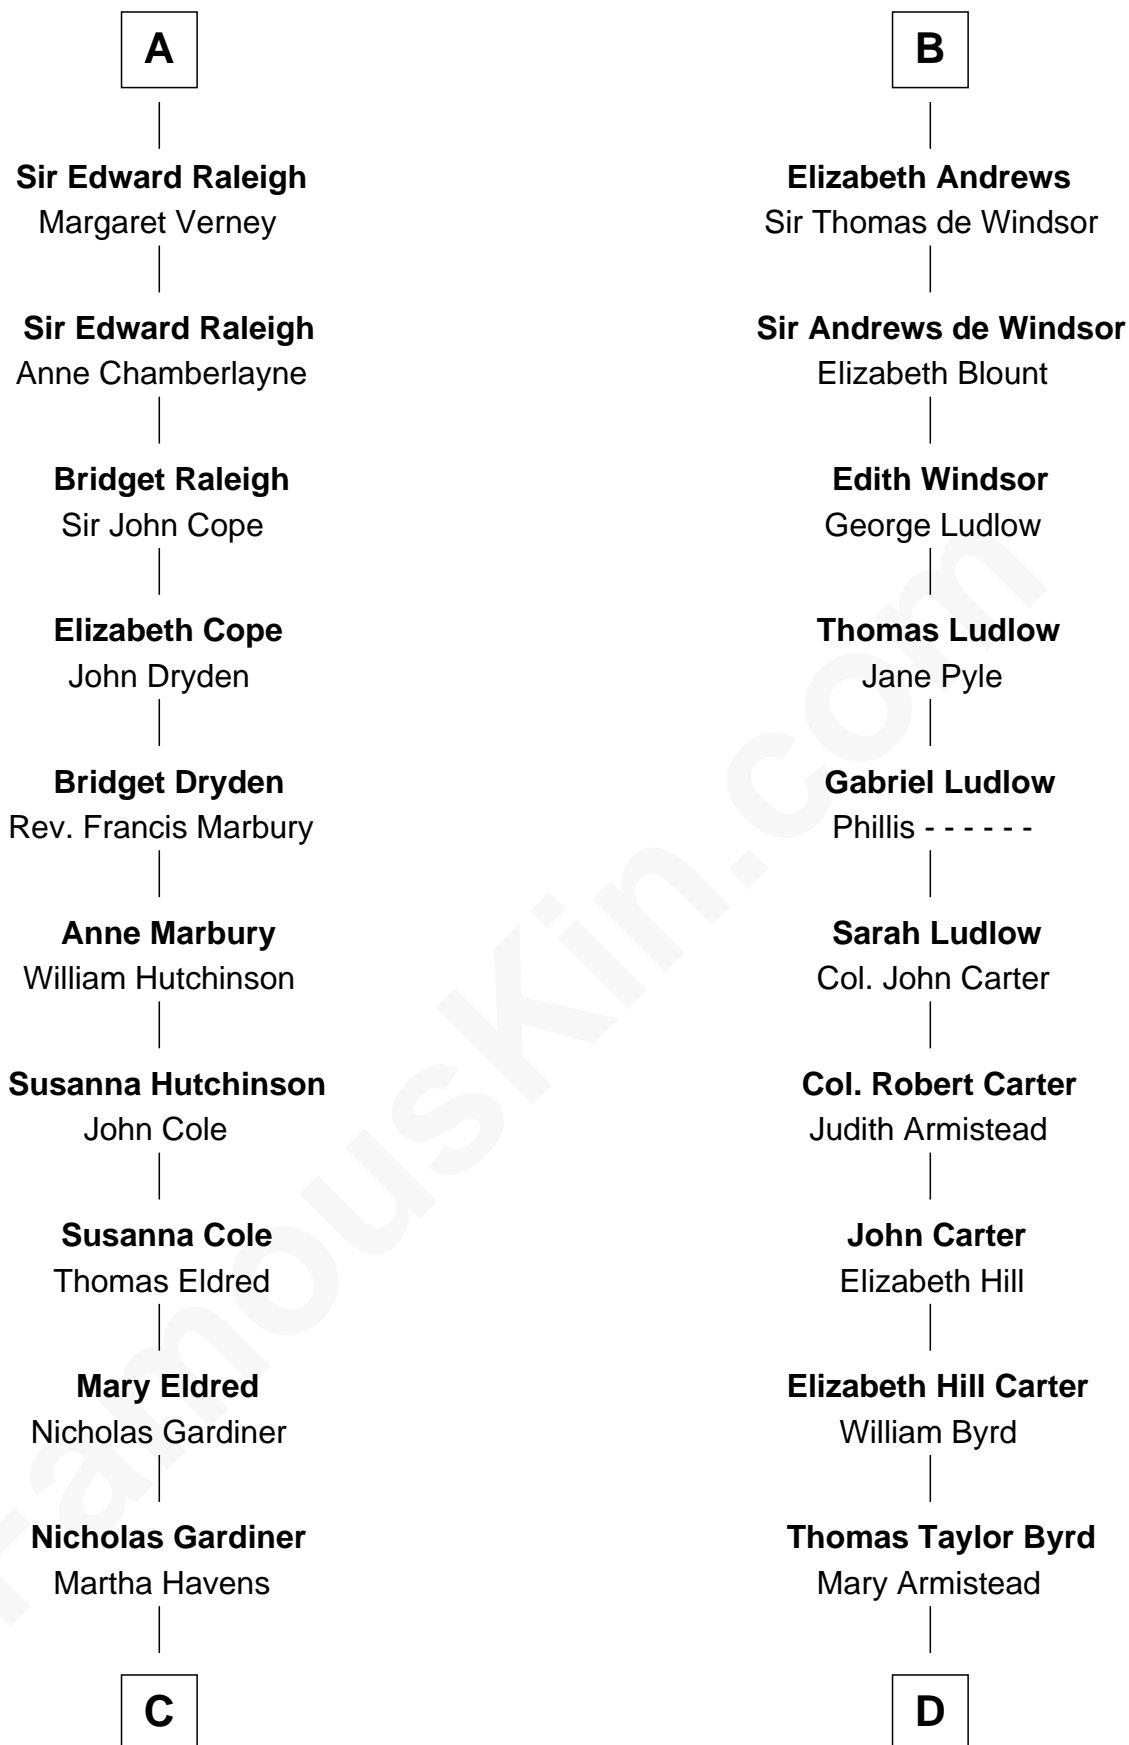 A
Sir Edward Raleigh
Margaret Verney
Sir Edward Raleigh
Anne Chamberlayne
Bridget Raleigh
Sir John Cope
Elizabeth Cope
John Dryden
Bridget Dryden
Rev. Francis Marbury
Anne Marbury
William Hutchinson
Susanna Hutchinson
John Cole
Susanna Cole
Thomas Eldred
Mary Eldred
Nicholas Gardiner
Nicholas Gardiner
Martha Havens
C
B
Elizabeth Andrews
Sir Thomas de Windsor
Sir Andrews de Windsor
Elizabeth Blount
Edith Windsor
George Ludlow
Thomas Ludlow
Jane Pyle
Gabriel Ludlow
Phillis - - - - - -
Sarah Ludlow
Col. John Carter
Col. Robert Carter
Judith Armistead
John Carter
Elizabeth Hill
Elizabeth Hill Carter
William Byrd
Thomas Taylor Byrd
Mary Armistead
D
FamousKin.com